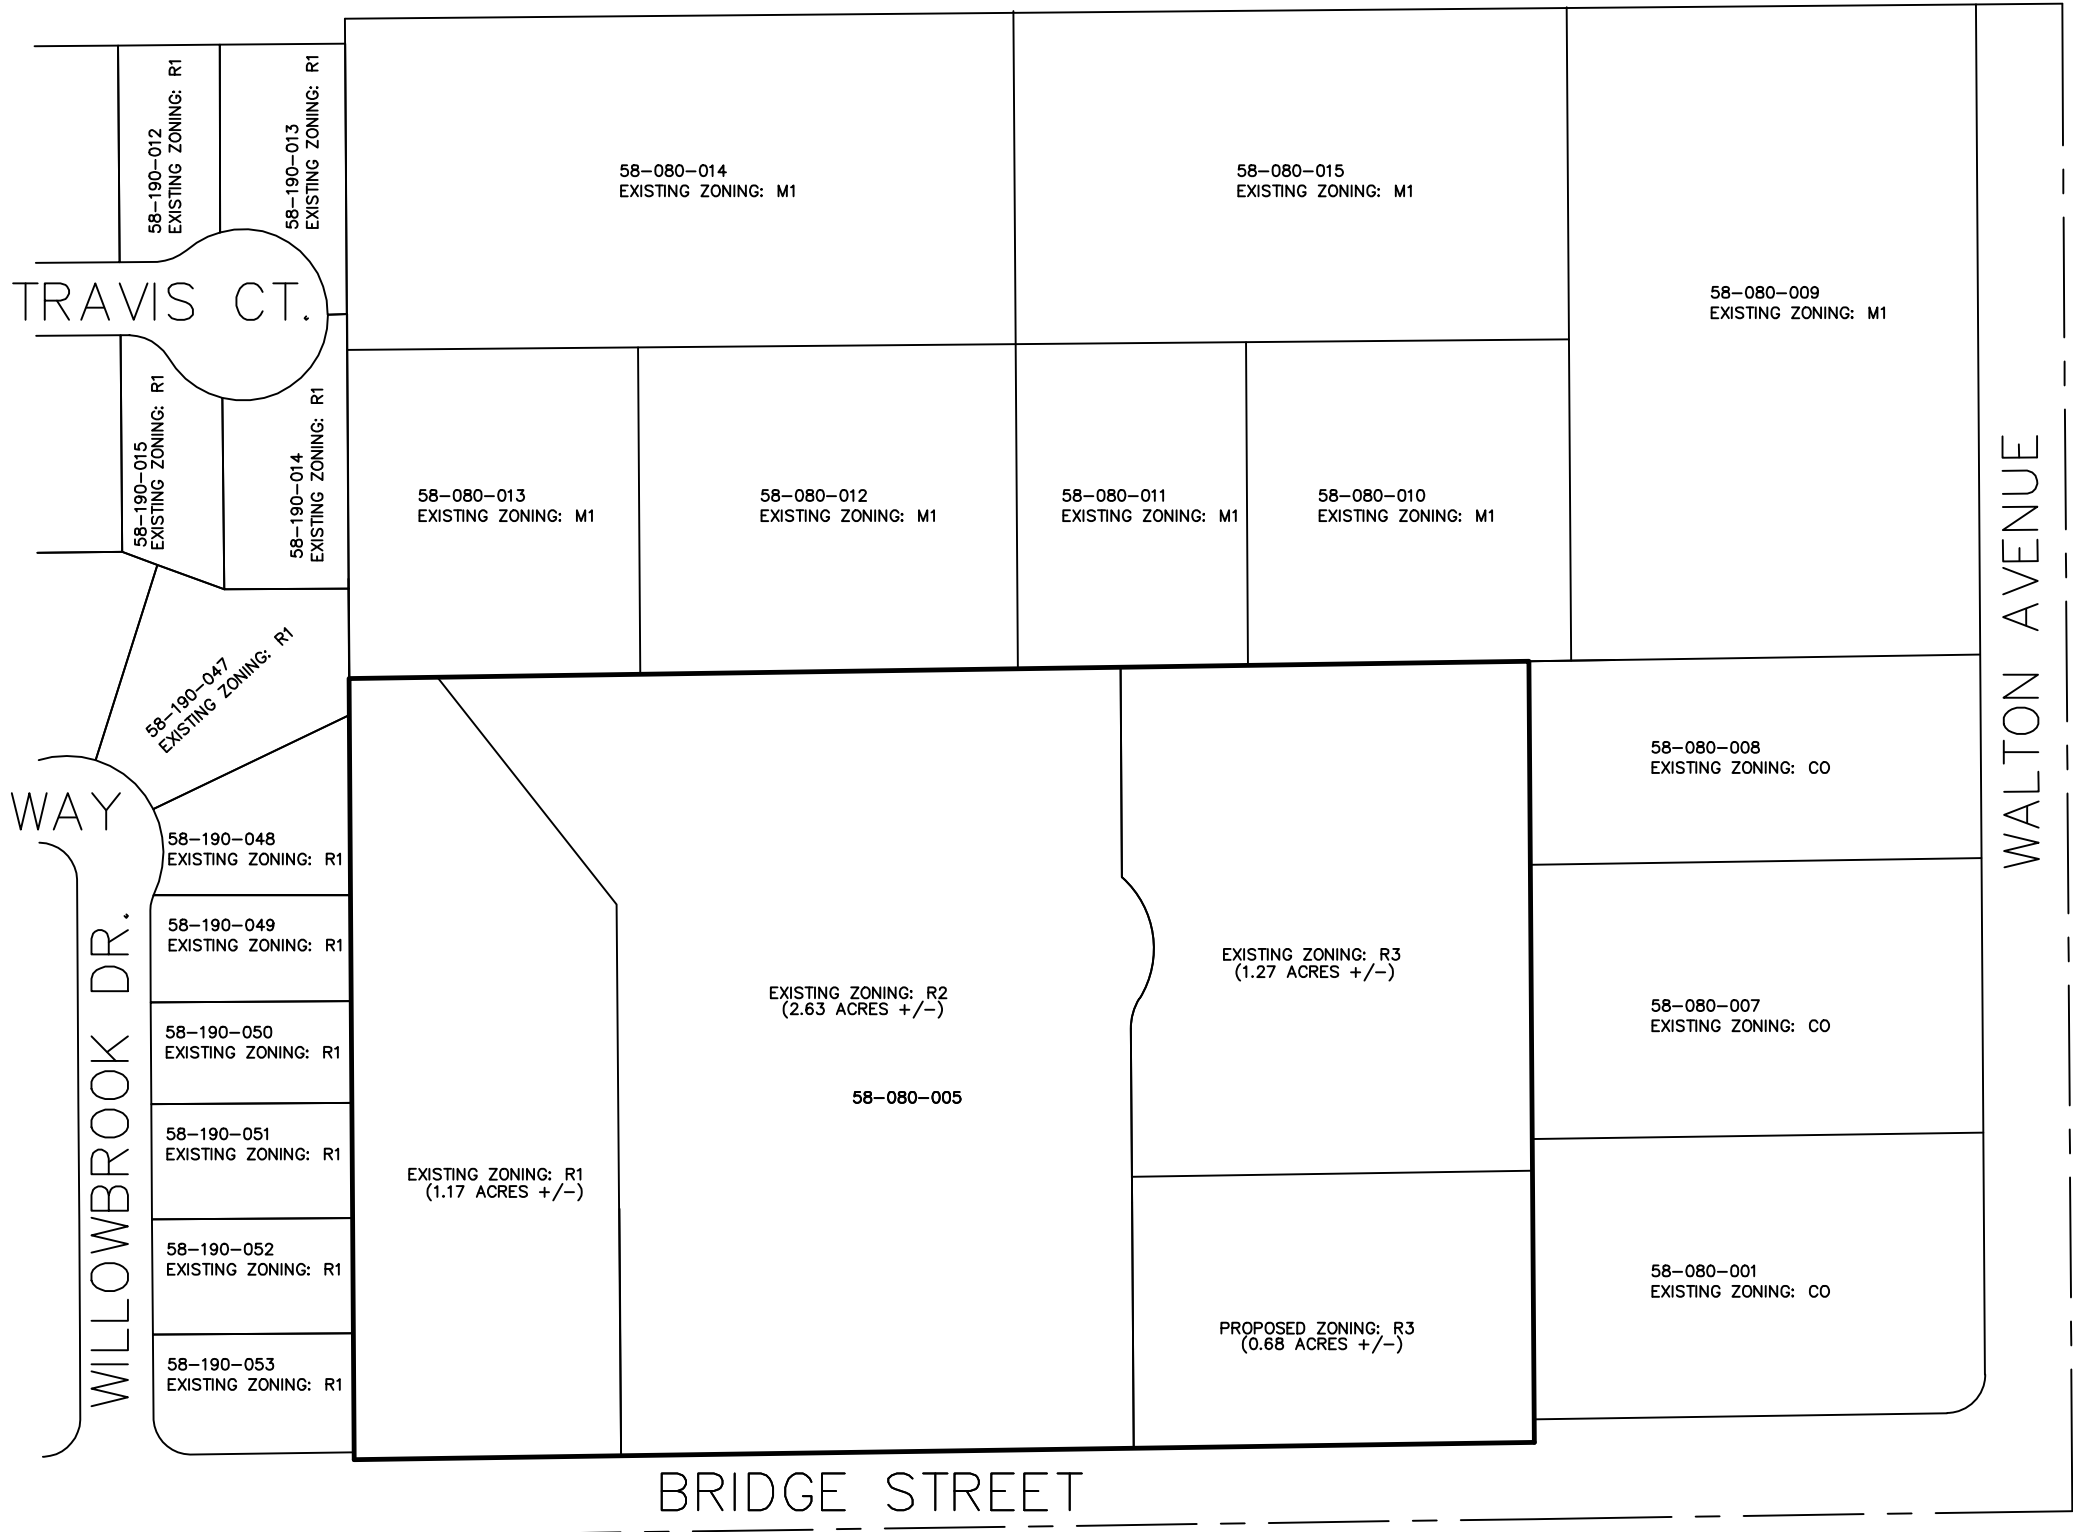 58-190-012
EXISTING ZONING: R1
58-190-013
EXISTING ZONING: R1
58-080-014
EXISTING ZONING: M1
58-080-015
EXISTING ZONING: M1
58-080-009
EXISTING ZONING: M1
TRAVIS CT.
58-190-015
EXISTING ZONING: R1
58-190-014
EXISTING ZONING: R1
58-080-013
EXISTING ZONING: M1
58-080-012
EXISTING ZONING: M1
58-080-011
EXISTING ZONING: M1
58-080-010
EXISTING ZONING: M1
WALTON AVENUE
58-190-047
EXISTING ZONING: R1
WAY
58-190-048
EXISTING ZONING: R1
58-190-049
EXISTING ZONING: R1
58-190-050
EXISTING ZONING: R1
58-190-051
EXISTING ZONING: R1
58-190-052
EXISTING ZONING: R1
58-190-053
EXISTING ZONING: R1
WILLOWBROOK DR.
EXISTING ZONING: R1
(1.17 ACRES +/-)
EXISTING ZONING: R2
(2.63 ACRES +/-)
58-080-005
EXISTING ZONING: R3
(1.27 ACRES +/-)
PROPOSED ZONING: R3
(0.68 ACRES +/-)
58-080-008
EXISTING ZONING: CO
58-080-007
EXISTING ZONING: CO
58-080-001
EXISTING ZONING: CO
BRIDGE STREET